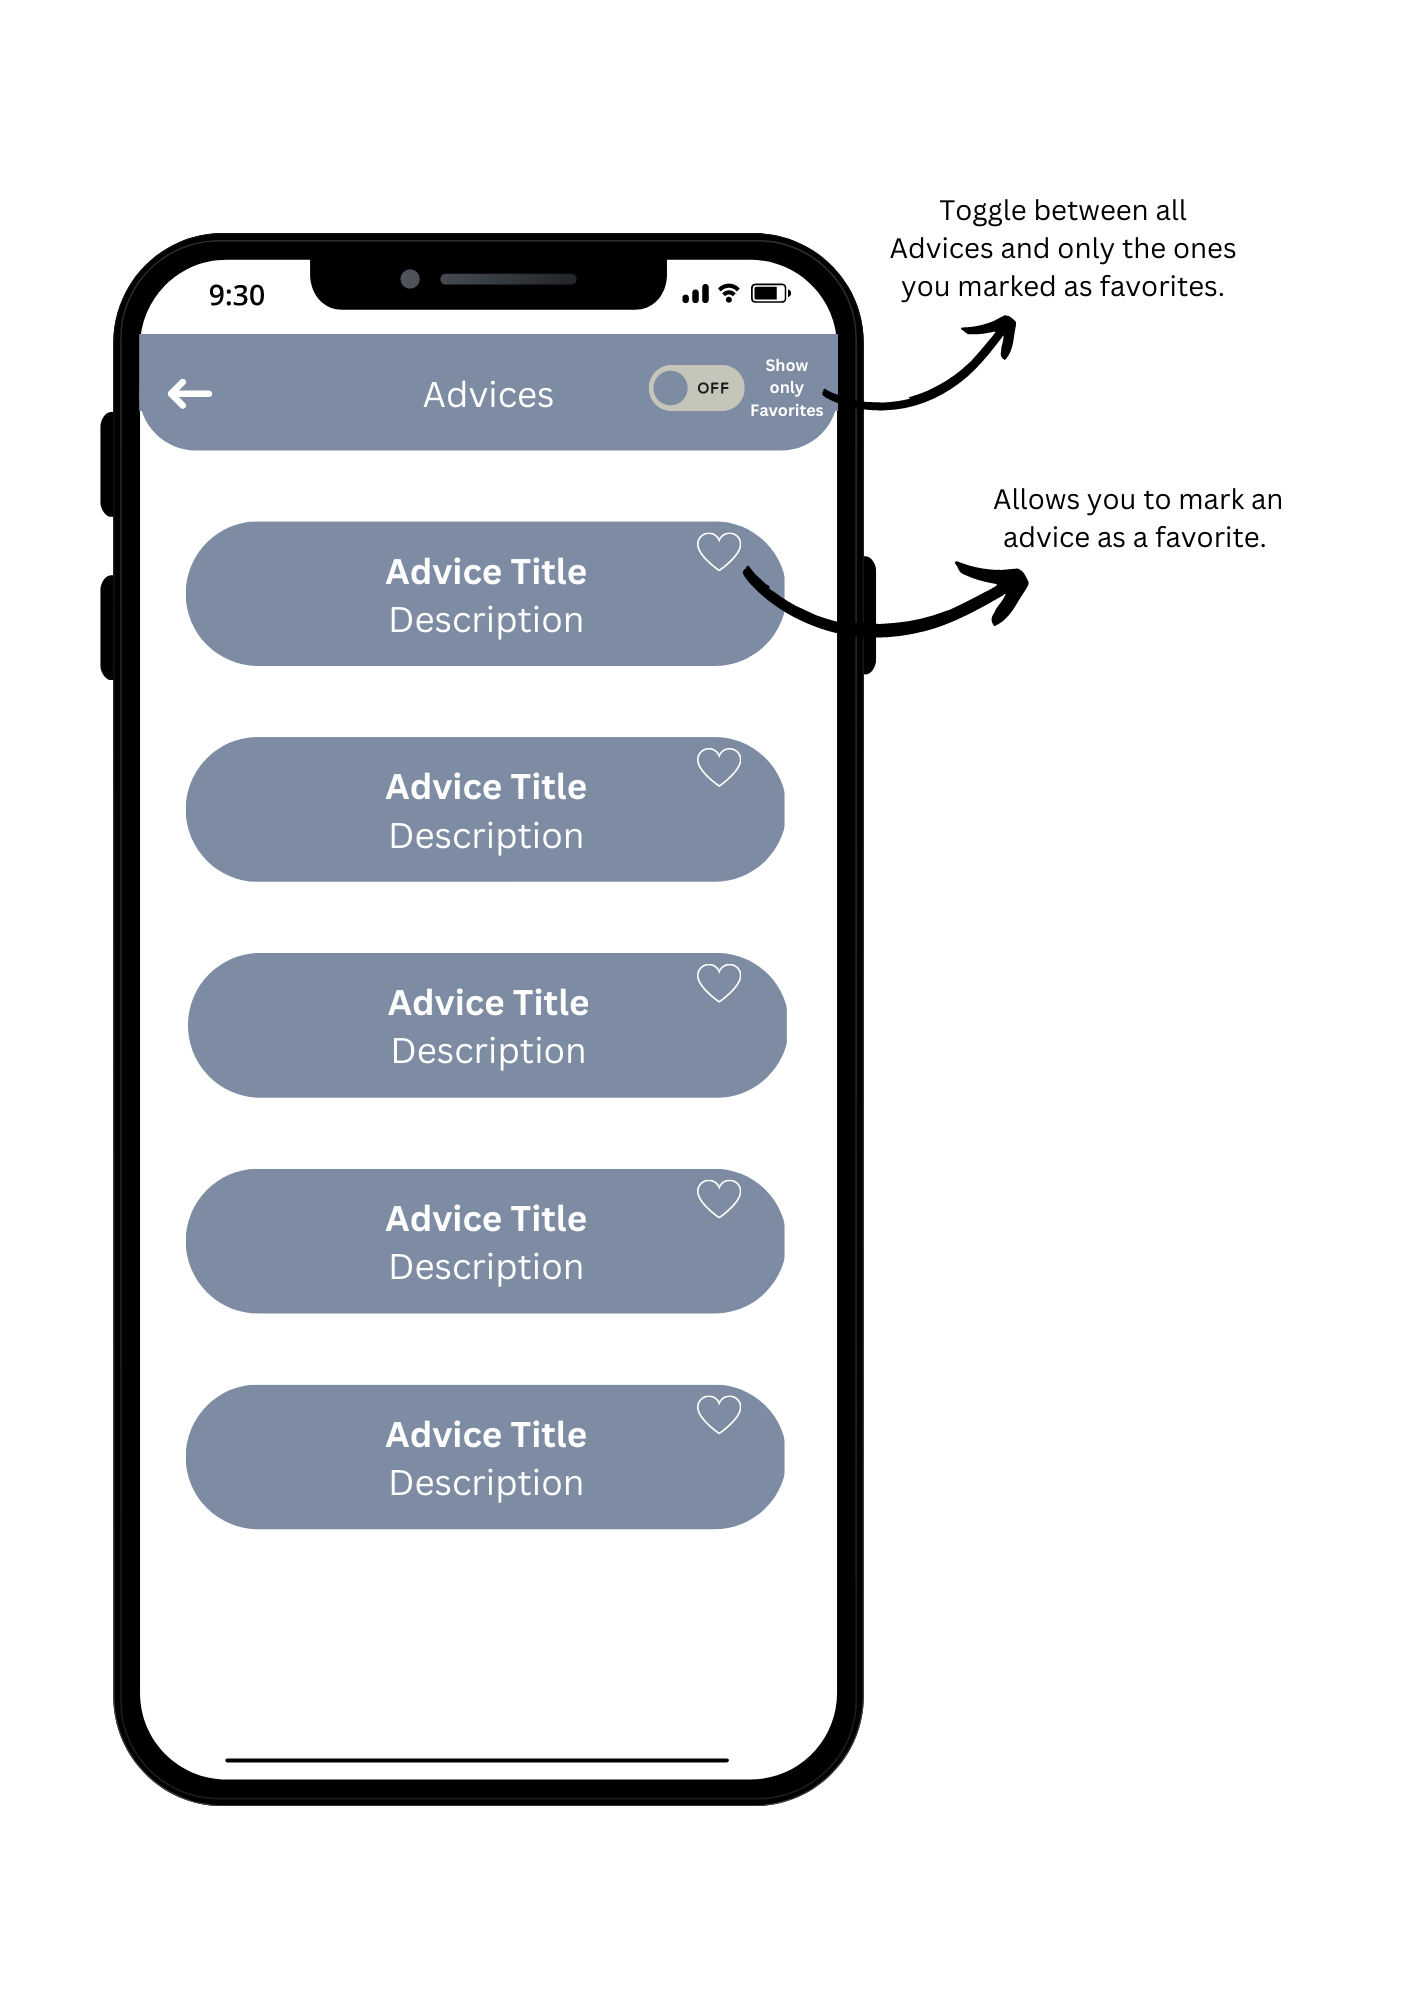 Toggle between all
Advices and only the ones
you marked as favorites.
9:30
Advices
OFF
Show
only
Favorites
Allows you to mark an
advice as a favorite.
Advice Title
Description
Advice Title
Description
Advice Title
Description
Advice Title
Description
Advice Title
Description